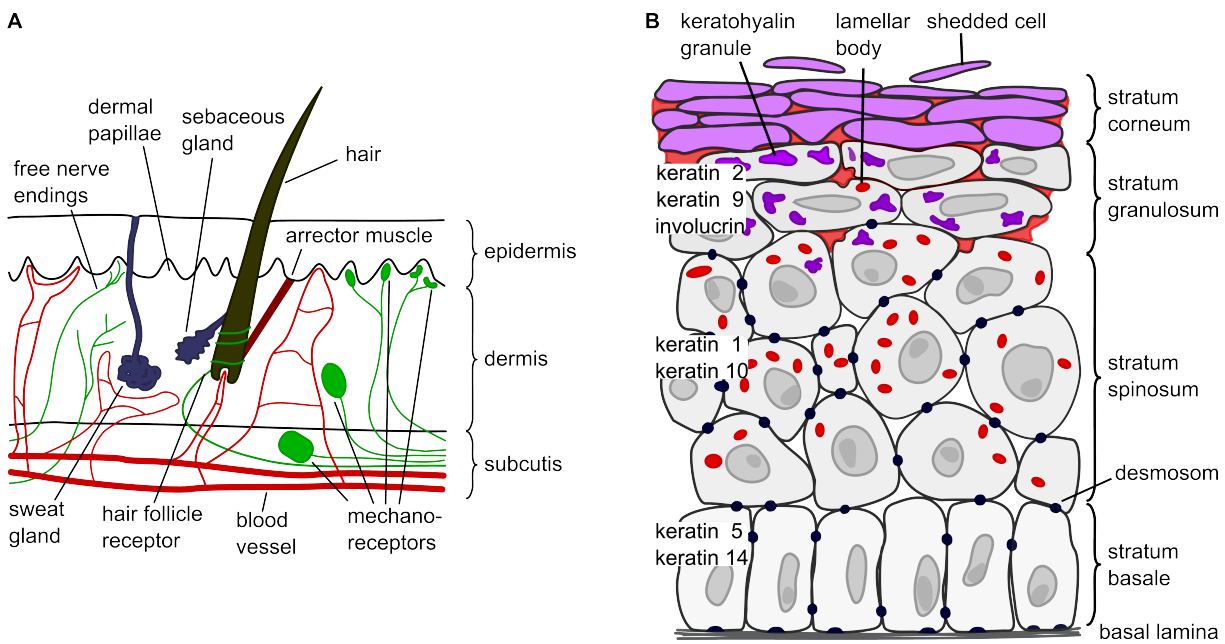 A
dermal
papillae
sebaceous
gland
hair
free nerve
endings
arrector muscle
epidermis
dermis
subcutis
sweat
gland
hair follicle
receptor
blood
vessel
mechano-
receptors
B
keratohyalin
granule
lamellar
body
shedded cell
stratum
corneum
keratin 2
keratin 9
involucrin
stratum
granulosum
keratin 1
keratin 10
stratum
spinosum
desmosom
keratin 5
keratin 14
stratum
basale
basal lamina